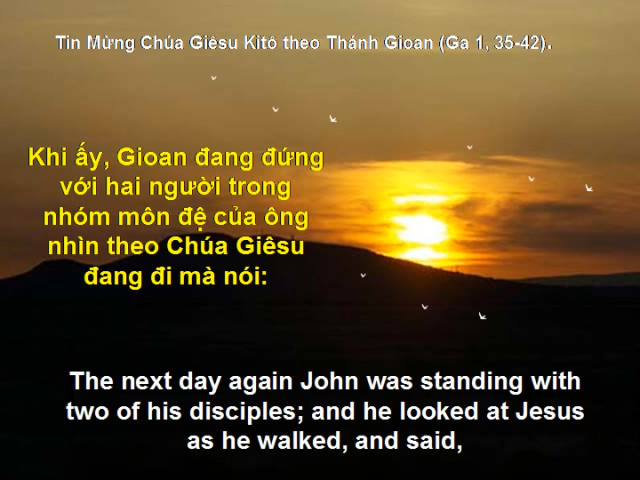 Tin Mừng Chúa Giêsu Kitô theo Thánh Gioan (Ga 1, 35-42).
Khi ấy, Gioan đang đứng
với hai người trong
nhóm môn đệ của ông
nhìn theo Chúa Giêsu
đang đi mà nói:
The next day again John was standing with
two of his disciples; and he looked at Jesus
as he walked, and said,